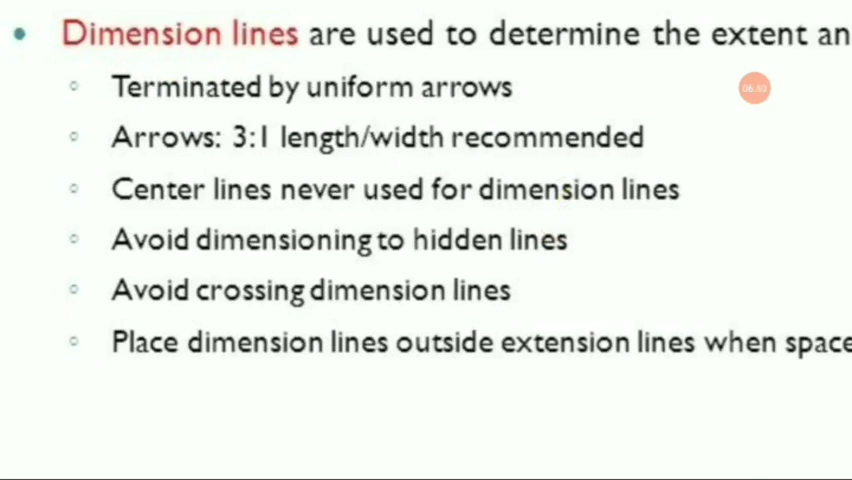 • Dimension lines are used to determine the extent an
◦ Terminated by uniform arrows
06:50
◦ Arrows: 3:1 length/width recommended
◦ Center lines never used for dimension lines
◦ Avoid dimensioning to hidden lines
◦ Avoid crossing dimension lines
◦ Place dimension lines outside extension lines when space